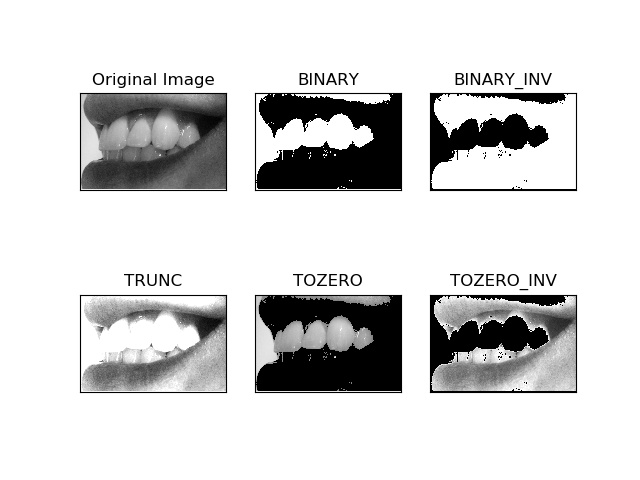 Original Image
BINARY
BINARY_INV
TRUNC
TOZERO
TOZERO_INV